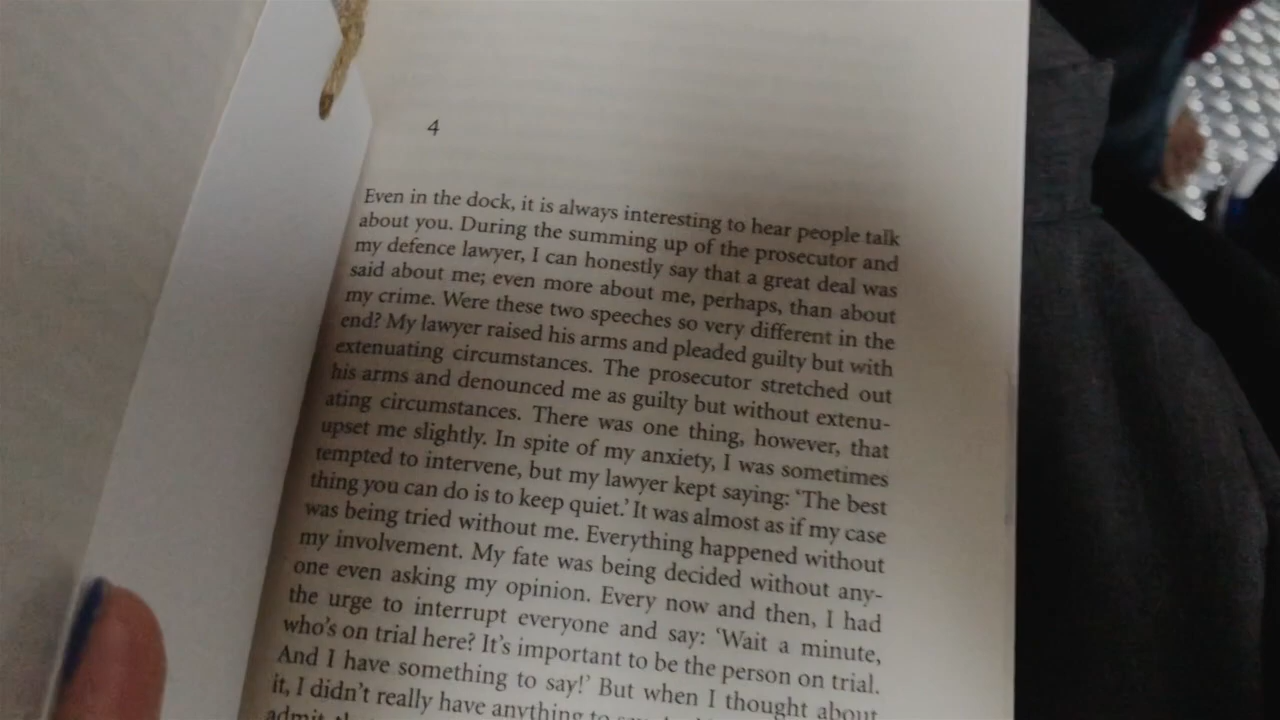 4
Even in the dock, it is always interesting to hear people talk
about you. During the summing up of the prosecutor and
my defence lawyer, I can honestly say that a great deal was
said about me; even more about me, perhaps, than about
my crime. Were these two speeches so very different in the
end? My lawyer raised his arms and pleaded guilty but with
extenuating circumstances. The prosecutor stretched out
his arms and denounced me as guilty but without extenu-
ating circumstances. There was one thing, however, that
upset me slightly. In spite of my anxiety, I was sometimes
tempted to intervene, but my lawyer kept saying: ‘The best
thing you can do is to keep quiet.’ It was almost as if my case
was being tried without me. Everything happened without
my involvement. My fate was being decided without any-
one even asking my opinion. Every now and then, I had
the urge to interrupt everyone and say: ‘Wait a minute,
who’s on trial here? It’s important to be the person on trial.
And I have something to say!’ But when I thought about
it, I didn’t really have anything to
admit